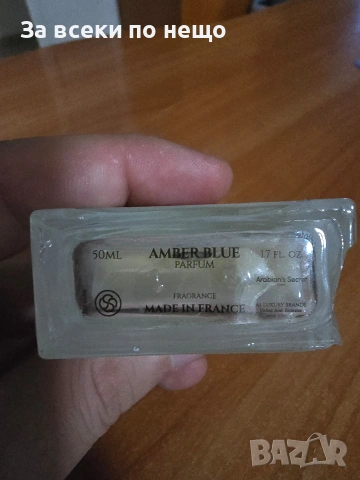 За всеки по нещо
50ML
AMBER BLUE
1.7 FL. OZ
PARFUM
Arabian's Secret
FRAGRANCE
MADE IN FRANCE
LUXURY BRANDS
BAZAR